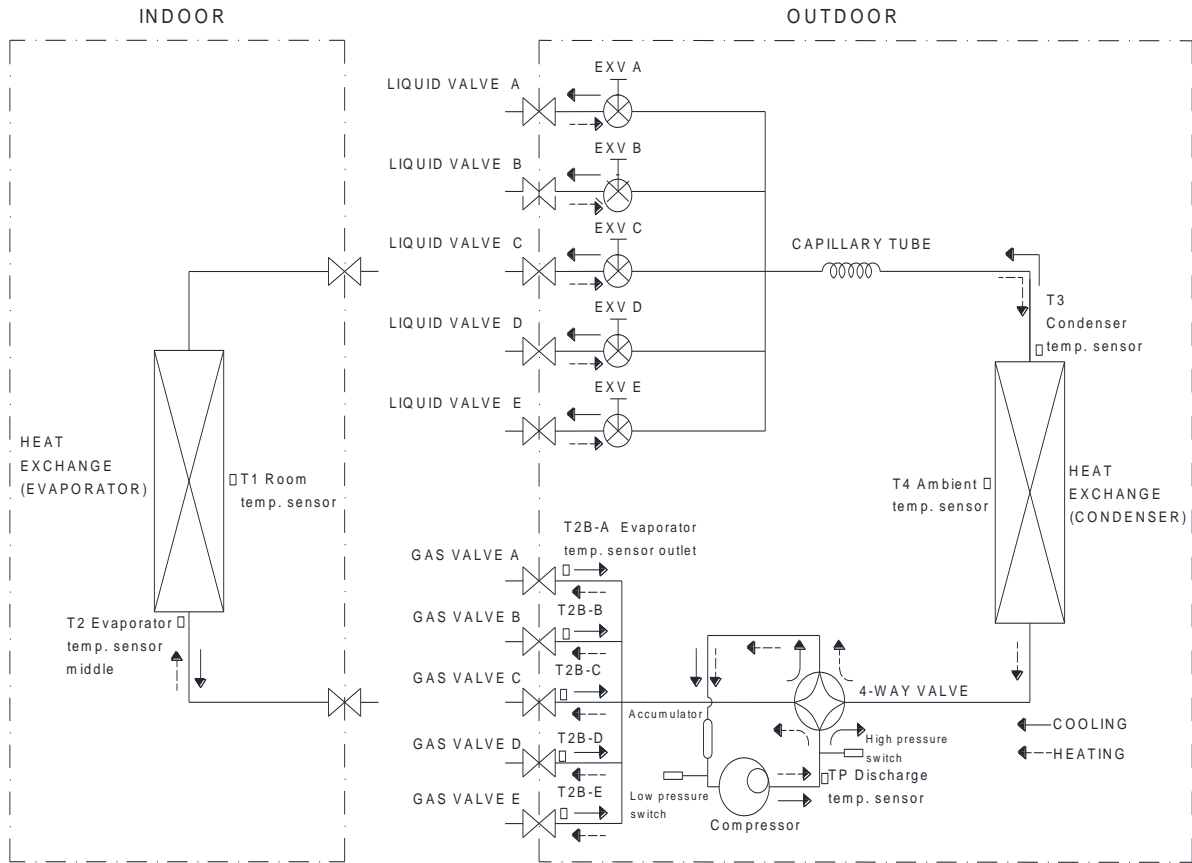 INDOOR
OUTDOOR
EXV A
LIQUID VALVE A
EXV B
LIQUID VALVE B
EXV C
LIQUID VALVE C
CAPILLARY TUBE
T3
Condenser
temp. sensor
EXV D
LIQUID VALVE D
EXV E
LIQUID VALVE E
HEAT
EXCHANGE
(EVAPORATOR)
T1 Room
temp. sensor
T4 Ambient
temp. sensor
HEAT
EXCHANGE
(CONDENSER)
T2B-A Evaporator
temp. sensor outlet
GAS VALVE A
T2B-B
GAS VALVE B
T2 Evaporator
temp. sensor
middle
T2B-C
GAS VALVE C
4-WAY VALVE
Accumulator
COOLING
T2B-D
GAS VALVE D
High pressure
switch
HEATING
TP Discharge
temp. sensor
T2B-E
GAS VALVE E
Low pressure
switch
Compressor